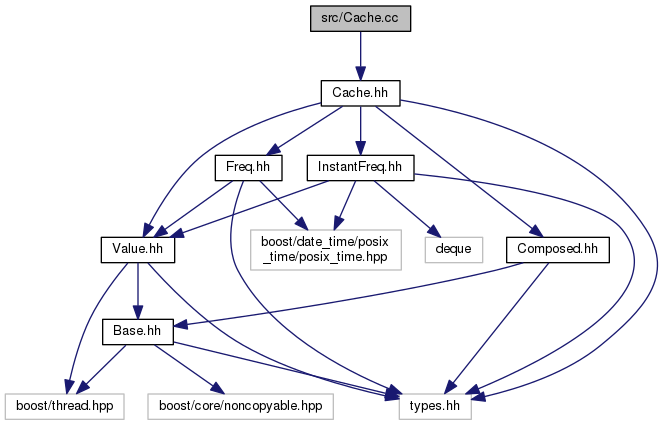 src/Cache.cc
Cache.hh
Freq.hh
InstantFreq.hh
Value.hh
boost/date_time/posix
_time/posix_time.hpp
deque
Composed.hh
Base.hh
boost/thread.hpp
boost/core/noncopyable.hpp
types.hh